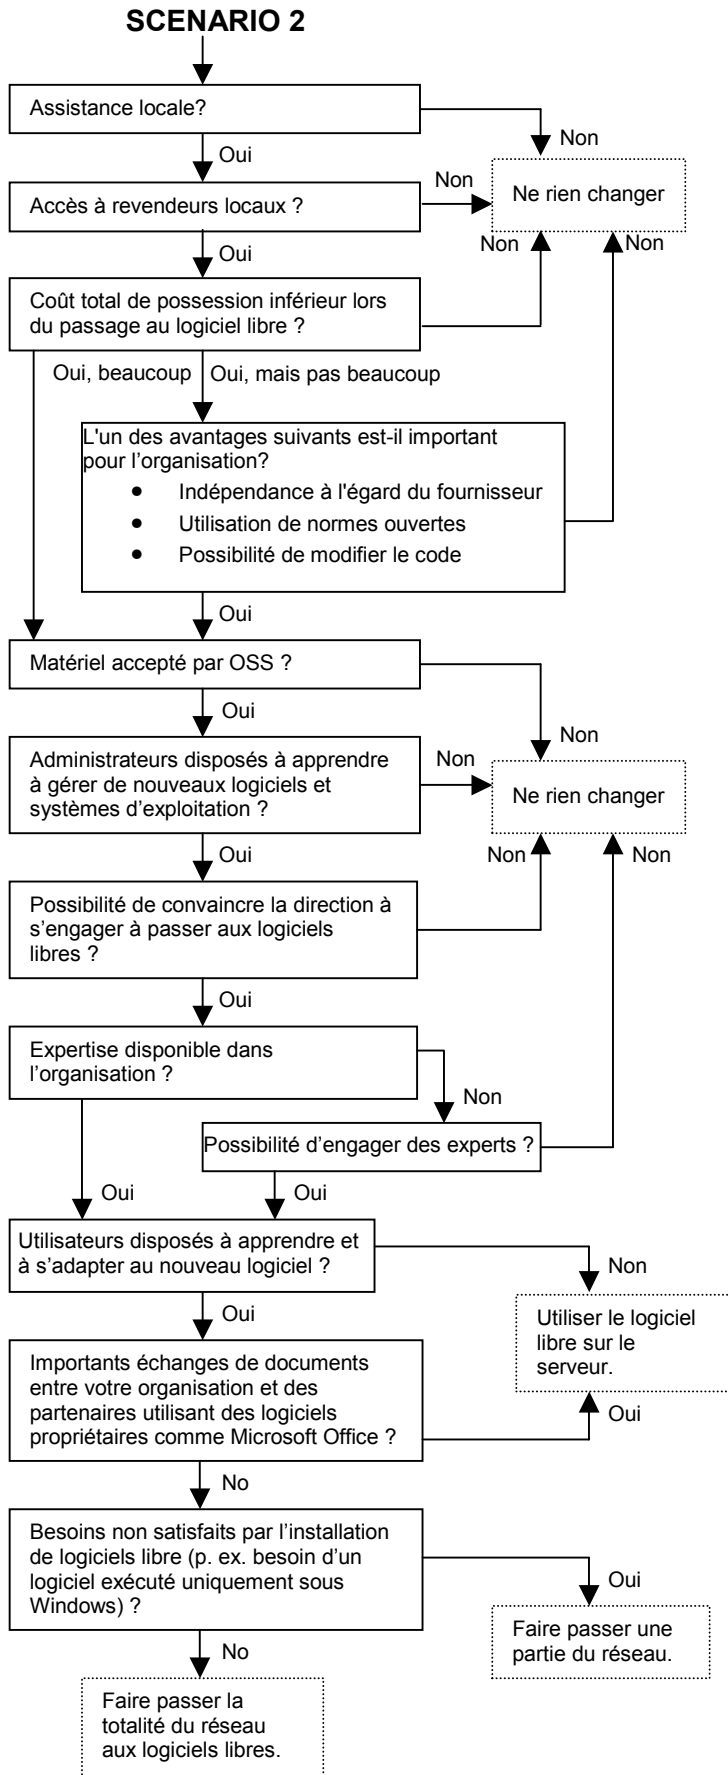 SCENARIO 2
Assistance locale?
Non
Oui
Ne rien changer
Non
Accès à revendeurs locaux ?
Non
Non
Oui
Coût total de possession inférieur lors
du passage au logiciel libre ?
Oui, beaucoup
Oui, mais pas beaucoup
L'un des avantages suivants est-il important
pour l'organisation?
• Indépendance à l'égard du fournisseur
• Utilisation de normes ouvertes
• Possibilité de modifier le code
Oui
Matériel accepté par OSS ?
Oui
Non
Administrateurs disposés à apprendre
à gérer de nouveaux logiciels et
systèmes d'exploitation ?
Non
Ne rien changer
Oui
Non
Non
Possibilité de convaincre la direction à
s'engager à passer aux logiciels
libres ?
Oui
Expertise disponible dans
l'organisation ?
Non
Possibilité d'engager des experts ?
Oui
Oui
Utilisateurs disposés à apprendre et
à s'adapter au nouveau logiciel ?
Non
Oui
Utiliser le logiciel
libre sur le
serveur.
Importants échanges de documents
entre votre organisation et des
partenaires utilisant des logiciels
propriétaires comme Microsoft Office ?
Oui
No
Besoins non satisfaits par l'installation
de logiciels libre (p. ex. besoin d'un
logiciel exécuté uniquement sous
Windows) ?
Oui
Faire passer une
partie du réseau.
No
Faire passer la
totalité du réseau
aux logiciels libres.